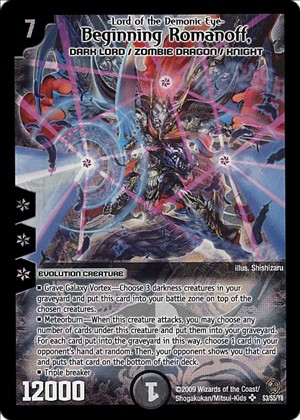 7
-Lord of the Demonic Eye-
Beginning Romanoff,
DARK LORD / ZOMBIE DRAGON / KNIGHT
illus. Shishizaru
EVOLUTION CREATURE
■ Grave Galaxy Vortex—Choose 3 darkness creatures in your
graveyard and put this card into your battle zone on top of the
chosen creatures.
■ Meteorburn—When this creature attacks, you may choose any
number of cards under this creature and put them into your graveyard.
For each card put into the graveyard in this way, choose 1 card in your
opponent's hand at random. Then, your opponent shows you that card
and puts that card on the bottom of their deck.
■ Triple breaker
12000
1
©2009 Wizards of the Coast/
Shogakukan/Mitsui-Kids S3/S5/Y8